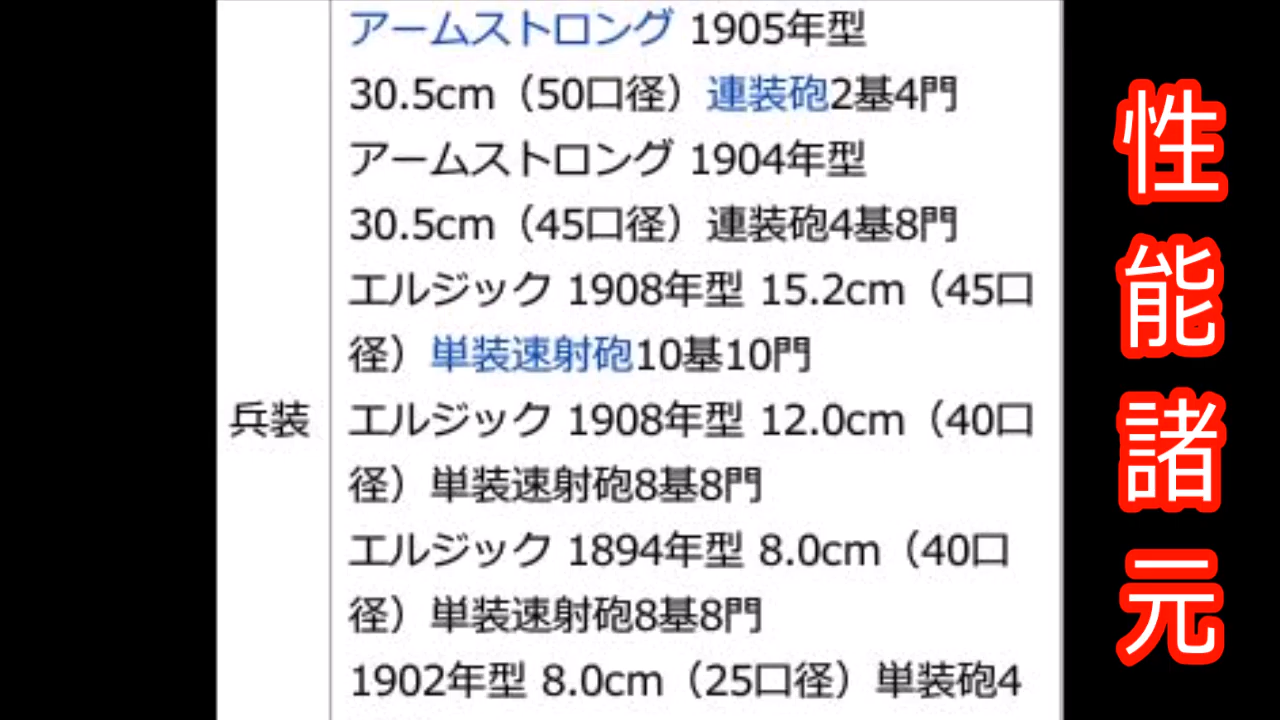 アームストロング 1905年型
30.5cm（50口径）連装砲2基4門
アームストロング 1904年型
30.5cm（45口径）連装砲4基8門
エルジック 1908年型 15.2cm（45口
径）単装速射砲10基10門
兵装
エルジック 1908年型 12.0cm（40口
径）単装速射砲8基8門
エルジック 1894年型 8.0cm（40口
径）単装速射砲8基8門
1902年型 8.0cm（25口径）単装砲4
性能諸元